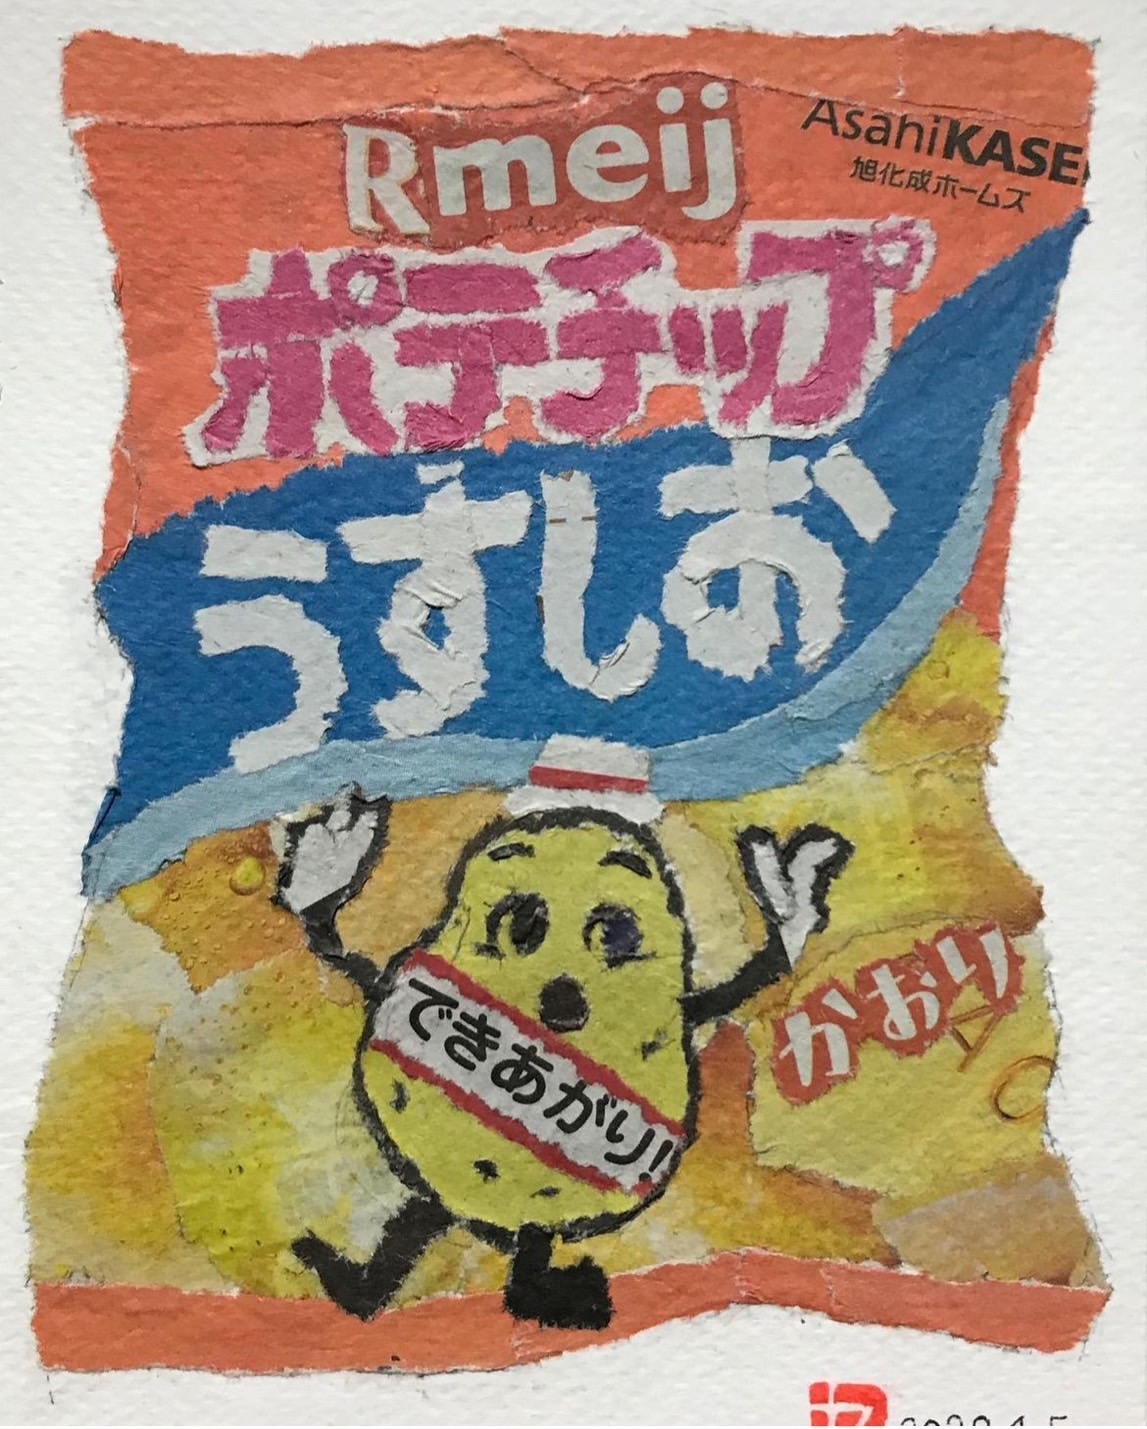 Rmeij
AsahiKASE
旭化成ホームズ
ポテチップ
うすしお
かおり
できあがり!